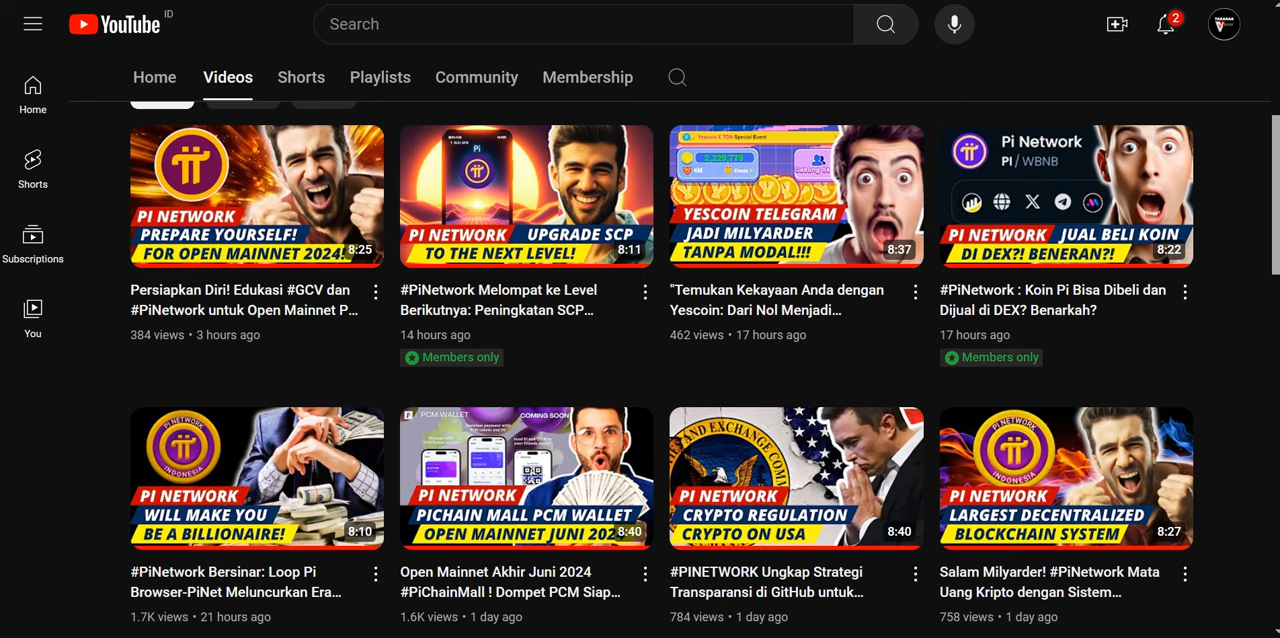 YouTube ID
Search
2
Home Videos Shorts Playlists Community Membership
Home
Shorts
Subscriptions
You
PI NETWORK
PREPARE YOURSELF!
FOR OPEN MAINNET 2024!
8:25
Persiapkan Diri! Edukasi #GCV dan
#PiNetwork untuk Open Mainnet P...
384 views • 3 hours ago
Pi
PI NETWORK UPGRADE SCP
TO THE NEXT LEVEL!
8:11
#PiNetwork Melompat ke Level
Berikutnya: Peningkatan SCP...
14 hours ago
Members only
Yescoin X TON Special Event
4M
YESCOIN TELEGRAM
JADI MILYARDER
TANPA MODAL!!!
8:37
"Temukan Kekayaan Anda dengan
Yescoin: Dari Nol Menjadi...
462 views • 17 hours ago
Pi Network
PI / WBNB
PI NETWORK JUAL BELI KOIN
DI DEX?! BENERAN?!
8:22
#PiNetwork : Koin Pi Bisa Dibeli dan
Dijual di DEX? Benarkah?
17 hours ago
Members only
PI NETWORK
INDONESIA
PI NETWORK
WILL MAKE YOU
BE A BILLIONAIRE!
8:10
#PiNetwork Bersinar: Loop Pi
Browser-PiNet Meluncurkan Era...
1.7K views • 21 hours ago
PCM WALLET COMING SOON
PI NETWORK
PICHAIN MALL PCM WALLET
OPEN MAINNET JUNI 202
8:40
Open Mainnet Akhir Juni 2024
#PiChainMall ! Dompet PCM Siap...
1.6K views • 1 day ago
AND EXCHANGE COM
PI NETWORK
CRYPTO REGULATION
CRYPTO ON USA
8:40
#PINETWORK Ungkap Strategi
Transparansi di GitHub untuk...
784 views • 1 day ago
PI NETWORK
INDONESIA
PI NETWORK
LARGEST DECENTRALIZED
BLOCKCHAIN SYSTEM
8:27
Salam Milyarder! #PiNetwork Mata
Uang Kripto dengan Sistem...
758 views • 1 day ago